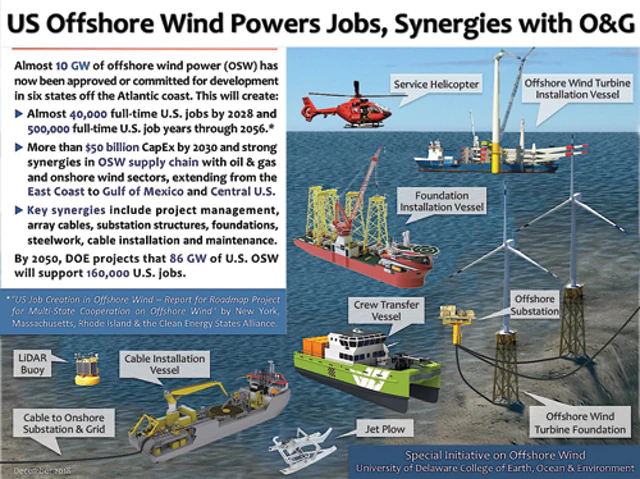 US Offshore Wind Powers Jobs, Synergies with O&G
Almost 10 GW of offshore wind power (OSW) has
now been approved or committed for development
in six states off the Atlantic coast. This will create:
▶ Almost 40,000 full-time U.S. jobs by 2028 and
500,000 full-time U.S. job years through 2056.*
▶ More than $50 billion CapEx by 2030 and strong
synergies in OSW supply chain with oil & gas
and onshore wind sectors, extending from the
East Coast to Gulf of Mexico and Central U.S.
▶ Key synergies include project management,
array cables, substation structures, foundations,
steelwork, cable installation and maintenance.
By 2050, DOE projects that 86 GW of U.S. OSW
will support 160,000 U.S. jobs.
*"US Job Creation in Offshore Wind – Report for Roadmap Project
for Multi-State Cooperation on Offshore Wind" by New York,
Massachusetts, Rhode Island & the Clean Energy States Alliance.
Service Helicopter
Offshore Wind Turbine
Installation Vessel
Foundation
Installation Vessel
Crew Transfer
Vessel
Offshore
Substation
LiDAR
Buoy
Cable Installation
Vessel
Cable to Onshore
Substation & Grid
Jet Plow
Offshore Wind
Turbine Foundation
December 2018
Special Initiative on Offshore Wind
University of Delaware College of Earth, Ocean & Environment